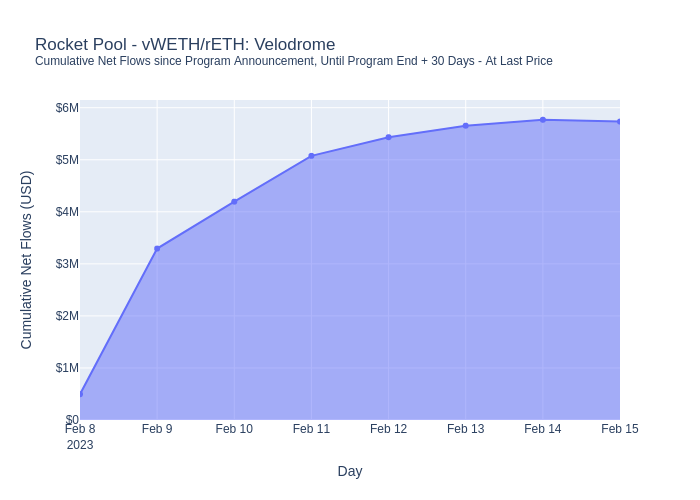 Rocket Pool - vWETH/rETH: Velodrome
Cumulative Net Flows since Program Announcement, Until Program End + 30 Days - At Last Price
Cumulative Net Flows (USD)
$6M
$5M
$4M
$3M
$2M
$1M
$0
Feb 8
2023
Feb 9
Feb 10
Feb 11
Feb 12
Feb 13
Feb 14
Feb 15
Day